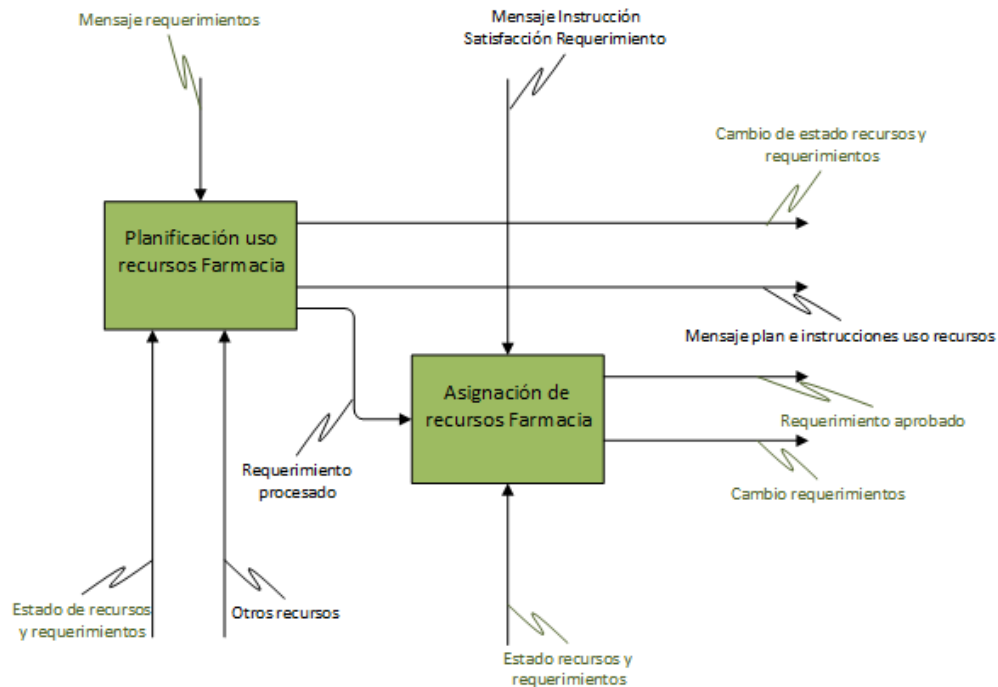 Mensaje requerimientos
Mensaje Instrucción
Satisfacción Requerimiento
Cambio de estado recursos y
requerimientos
Planificación uso
recursos Farmacia
Mensaje plan e instrucciones uso recursos
Asignación de
recursos Farmacia
Requerimiento aprobado
Requerimiento
procesado
Cambio requerimientos
Estado de recursos
y requerimientos
Otros recursos
Estado recursos y
requerimientos